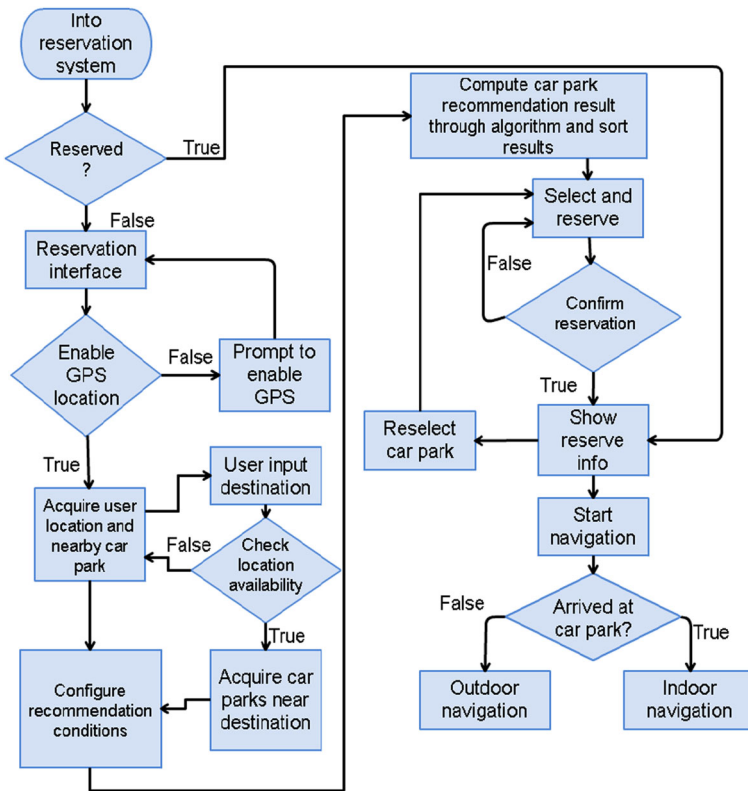 Into
reservation
system
Reserved
?
True
False
Reservation
interface
Enable
GPS
location
False
Prompt to
enable
GPS
True
Acquire user
location and
nearby car
park
User input
destination
False
Check
location
availability
True
Configure
recommendation
conditions
Acquire car
parks near
destination
Compute car park
recommendation result
through algorithm and sort
results
Select and
reserve
False
Confirm
reservation
True
Reselect
car park
Show
reserve
info
Start
navigation
False
Arrived at
car park?
True
Outdoor
navigation
Indoor
navigation